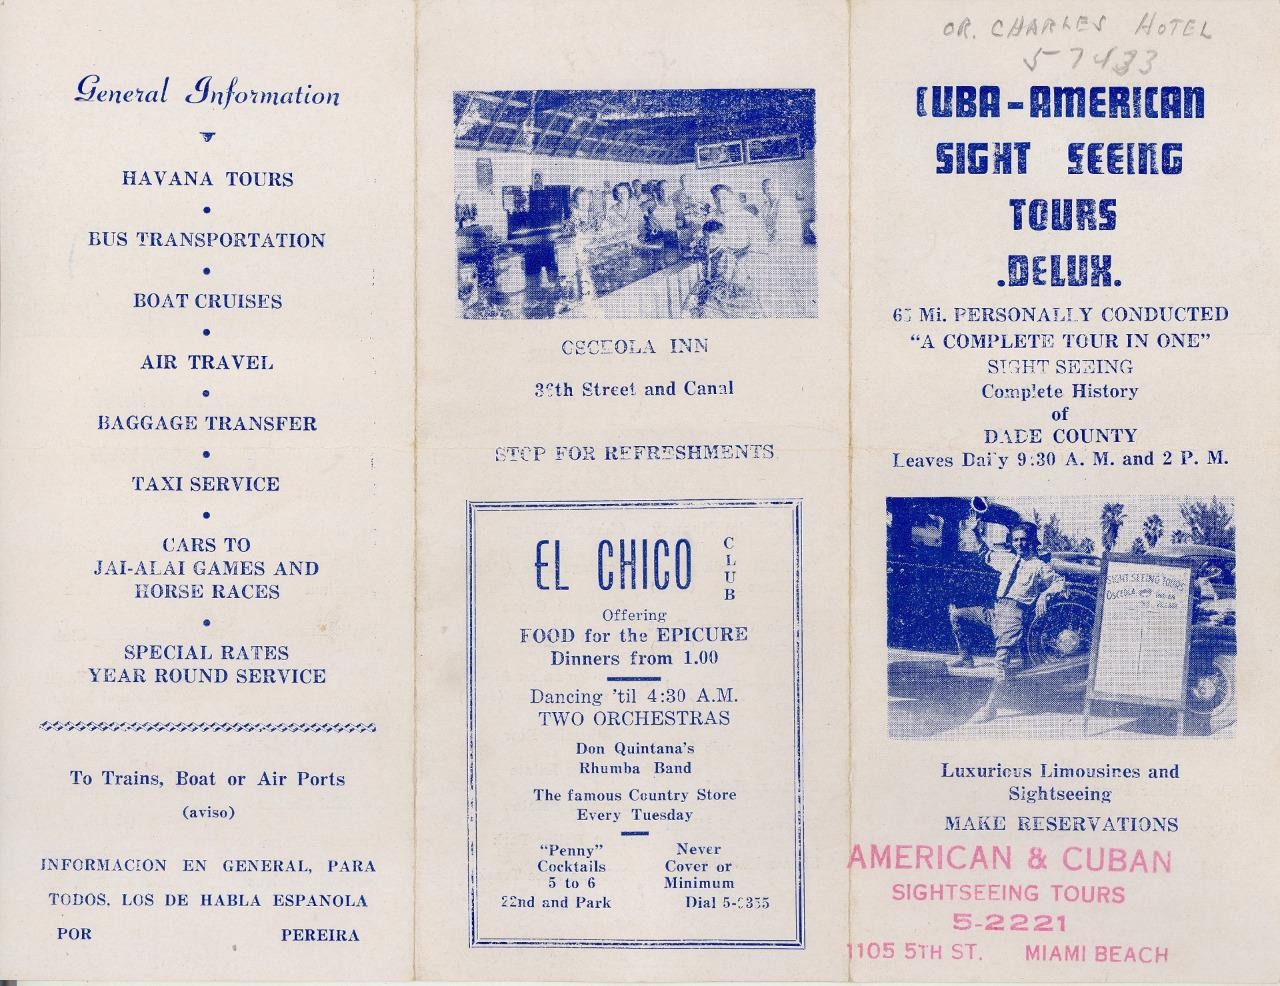 General Information
HAVANA TOURS
BUS TRANSPORTATION
BOAT CRUISES
AIR TRAVEL
BAGGAGE TRANSFER
TAXI SERVICE
CARS TO
JAI-ALAI GAMES AND
HORSE RACES
SPECIAL RATES
YEAR ROUND SERVICE
To Trains, Boat or Air Ports
(aviso)
INFORMACION EN GENERAL, PARA
TODOS. LOS DE HABLA ESPANOLA
POR PEREIRA
OSCEOLA INN
Street and Canal
STOP FOR REFRESHMENTS
EL CHICO
CLUB
Offering
FOOD for the EPICURE
Dinners from 1.00
Dancing 'til 4:30 A.M.
TWO ORCHESTRAS
Don Quintana's
Rhumba Band
The famous Country Store
Every Tuesday
"Penny"
Cocktails
5 to 6
22nd and Park
Never
Cover or
Minimum
Dial
OR. CHARLES HOTEL
CUBA-AMERICAN
SIGHT SEEING
TOURS
.DELUX.
Mi. PERSONALLY CONDUCTED
"A COMPLETE TOUR IN ONE"
SIGHT SEEING
Complete History
of
DADE COUNTY
Leaves Daily 9:30 A. M. and 2 P. M.
SIGHT SEEING TOURS
OSCEOLA INDIAN
VILLAGE
Luxurious Limousines and
Sightseeing
MAKE RESERVATIONS
AMERICAN & CUBAN
SIGHTSEEING TOURS
5-2221
1105 5TH ST. MIAMI BEACH